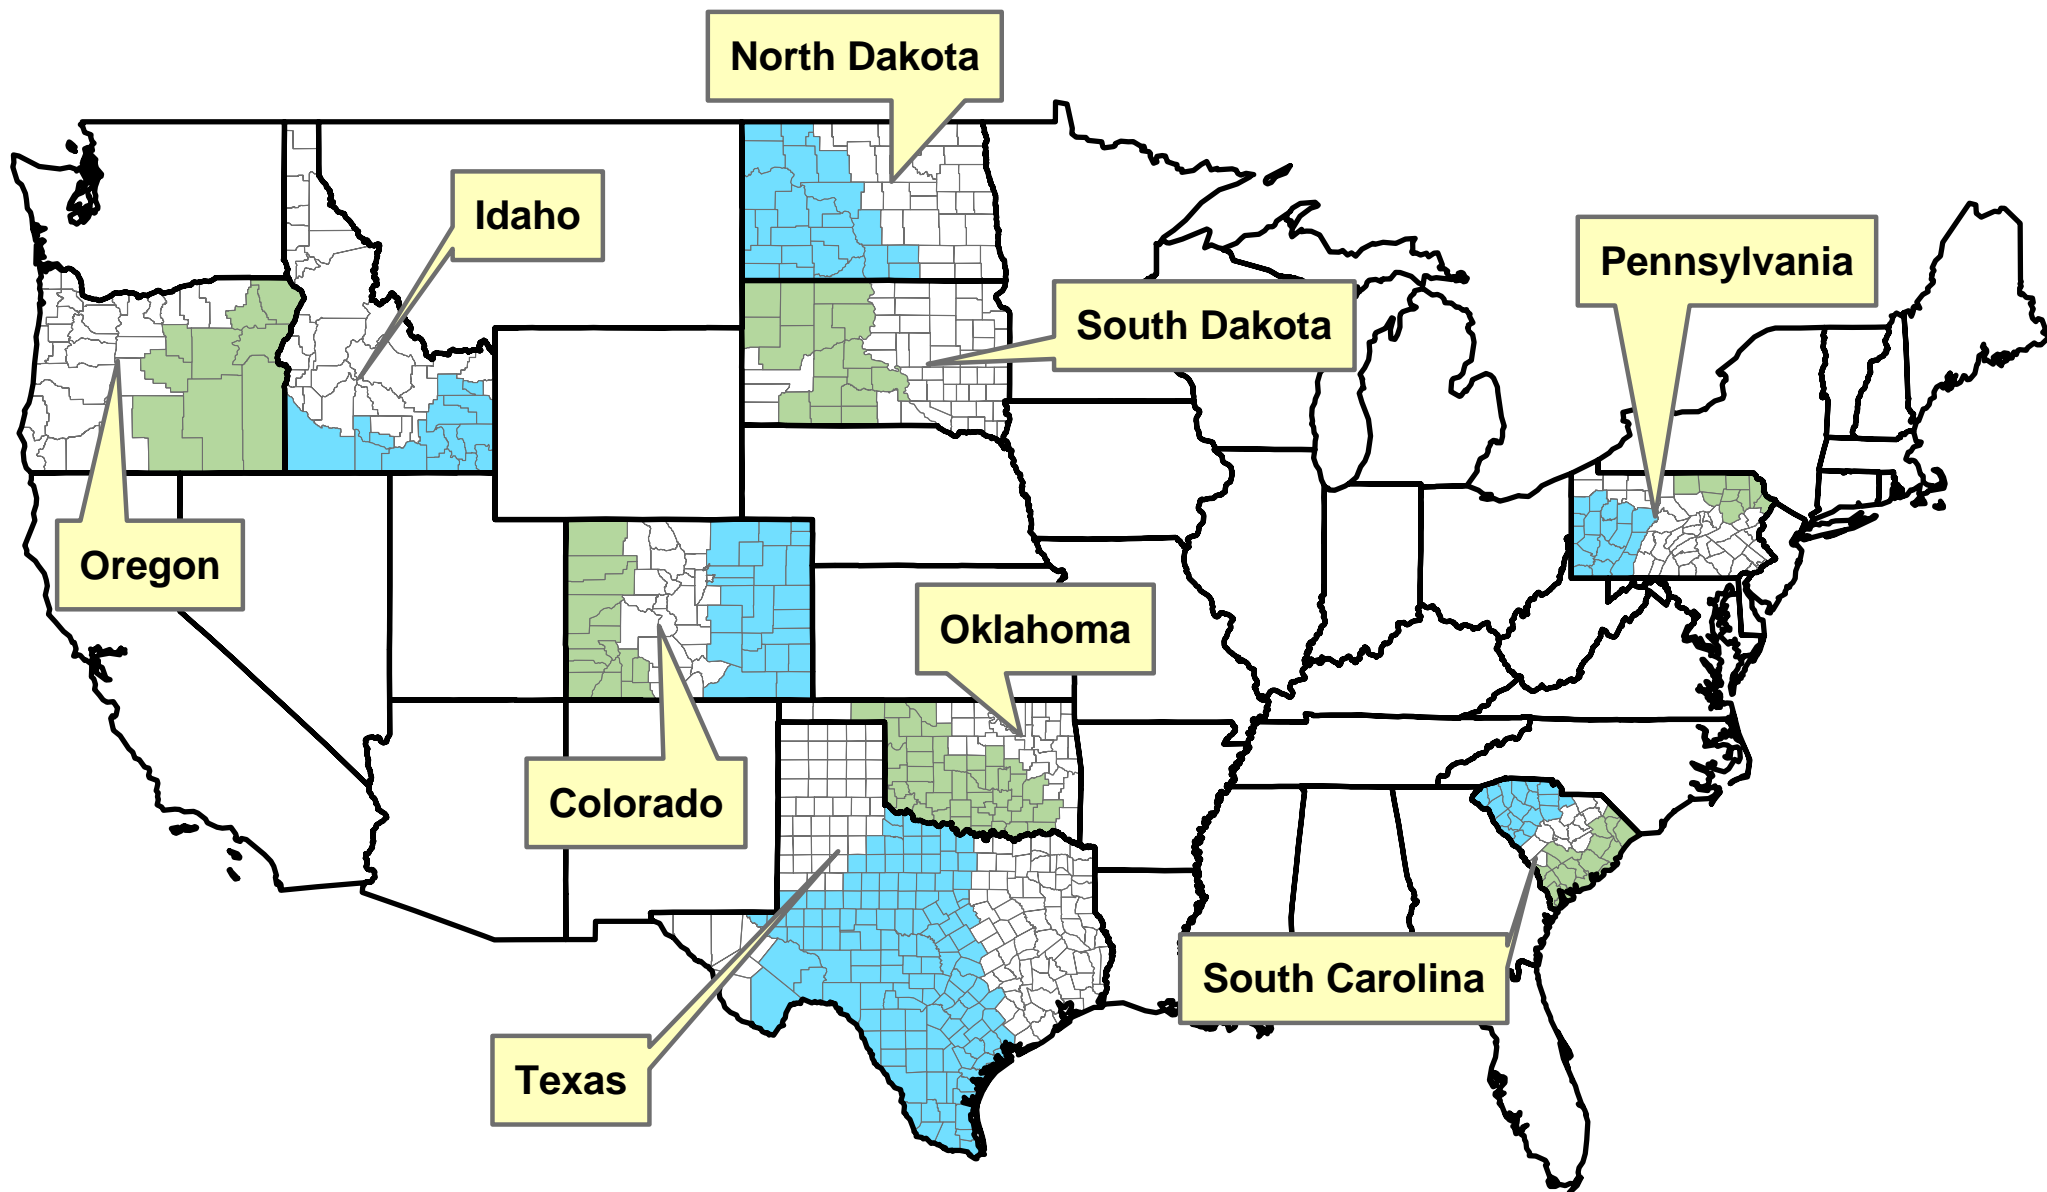 North Dakota
Idaho
Pennsylvania
South Dakota
Oregon
Oklahoma
Colorado
South Carolina
Texas